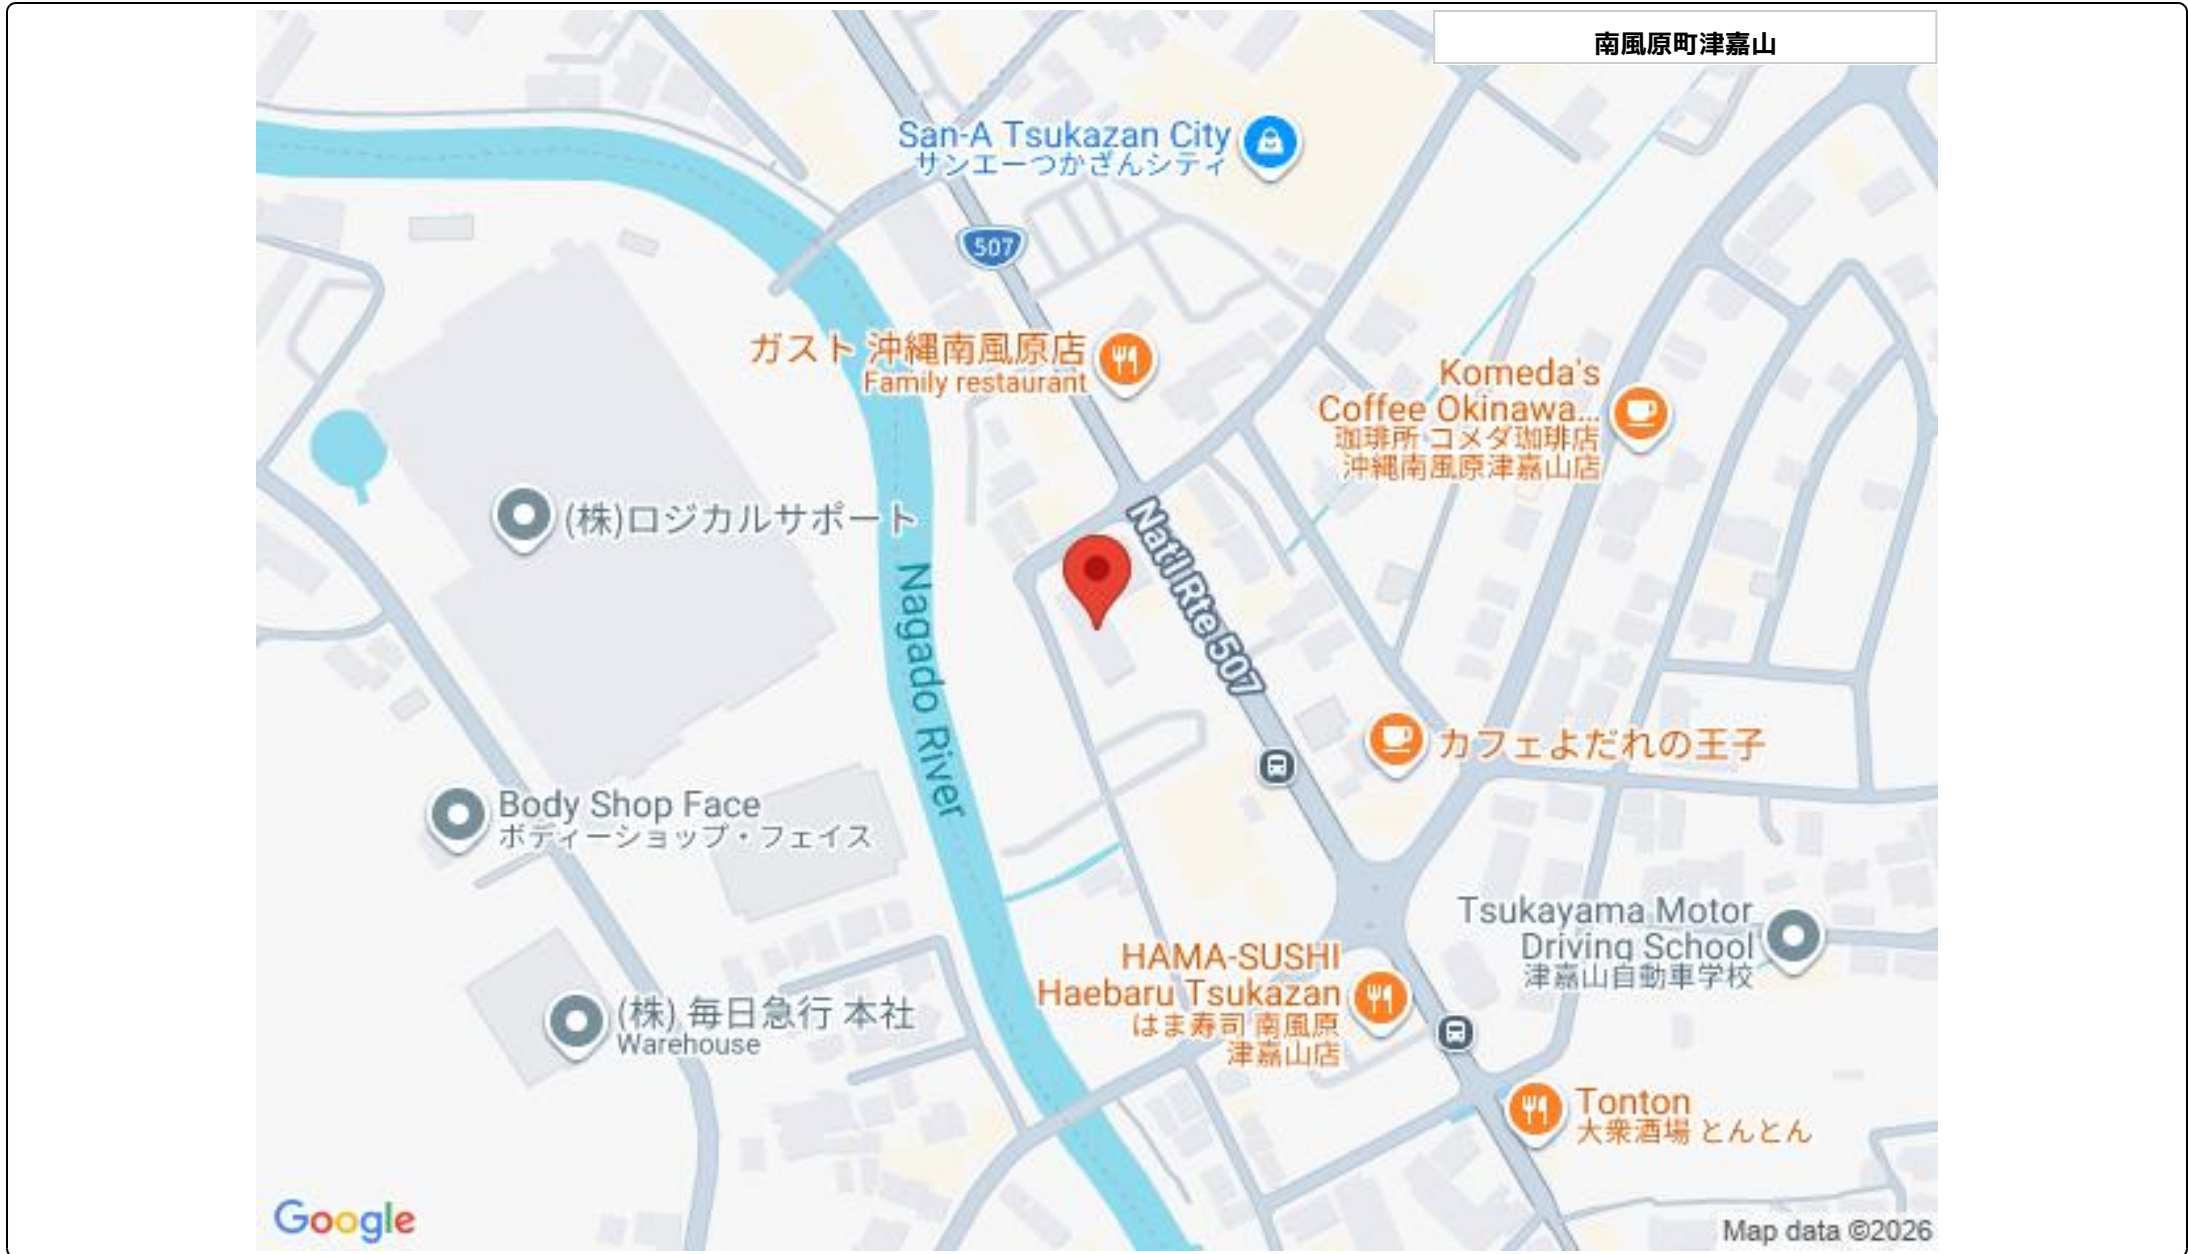 南風原町津嘉山
San-A Tsukazan City
サンエーつかざんシティ
507
ガスト 沖縄南風原店
Family restaurant
Komeda's
Coffee Okinawa...
珈琲所 コメダ珈琲店
沖縄南風原津嘉山店
(株)ロジカルサポート
Nat'l Rte 507
Nagado River
カフェよだれの王子
Body Shop Face
ボディーショップ・フェイス
Tsukayama Motor
Driving School
津嘉山自動車学校
HAMA-SUSHI
Haebaru Tsukazan
はま寿司 南風原
津嘉山店
(株) 毎日急行 本社
Warehouse
Tonton
大衆酒場 とんとん
Google
Map data ©2026